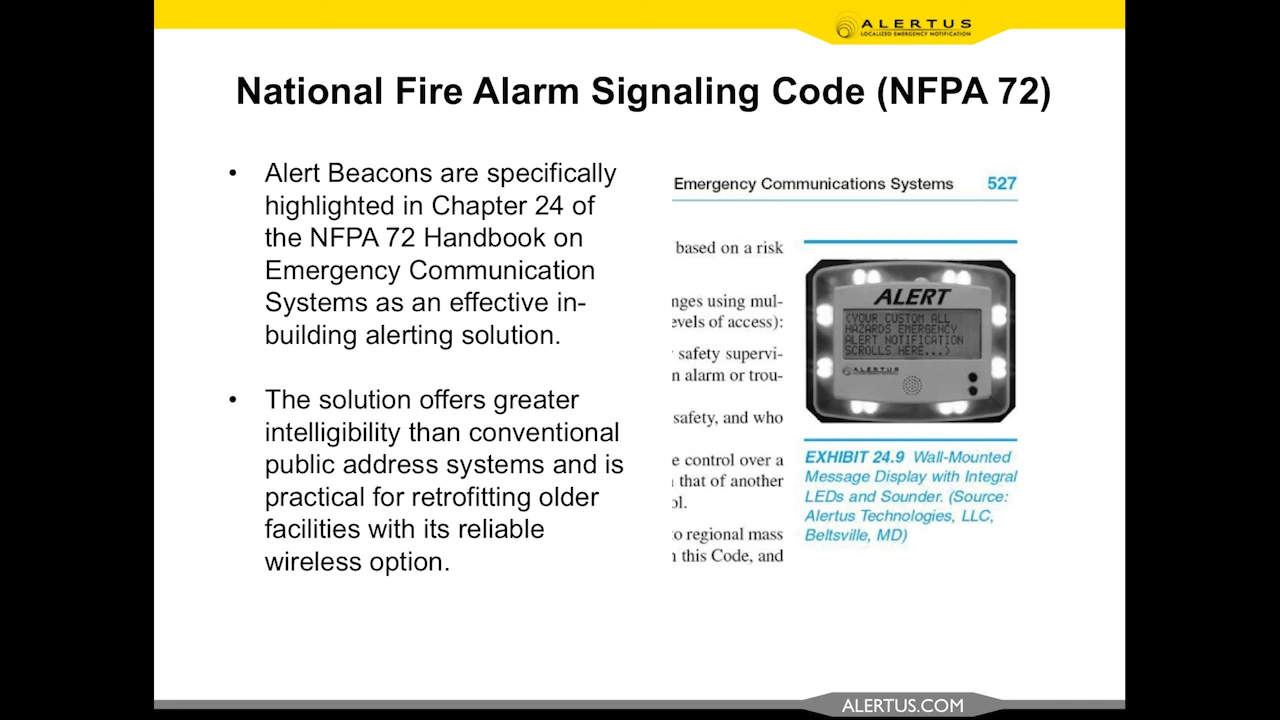 ALERTUS
LOCALIZED EMERGENCY NOTIFICATION
National Fire Alarm Signaling Code (NFPA 72)
• Alert Beacons are specifically
highlighted in Chapter 24 of
the NFPA 72 Handbook on
Emergency Communication
Systems as an effective in-
building alerting solution.
• The solution offers greater
intelligibility than conventional
public address systems and is
practical for retrofitting older
facilities with its reliable
wireless option.
Emergency Communications Systems 527
based on a risk
nges using mul-
evels of access):
safety supervi-
n alarm or trou-
safety, and who
e control over a
that of another
ol.
to regional mass
this Code, and
ALERT
<YOUR CUSTOM ALL
HAZARDS EMERGENCY
ALERT NOTIFICATION
SCROLLS HERE...>
ALERTUS
EXHIBIT 24.9 Wall-Mounted
Message Display with Integral
LEDs and Sounder. (Source:
Alertus Technologies, LLC,
Beltsville, MD)
ALERTUS.COM